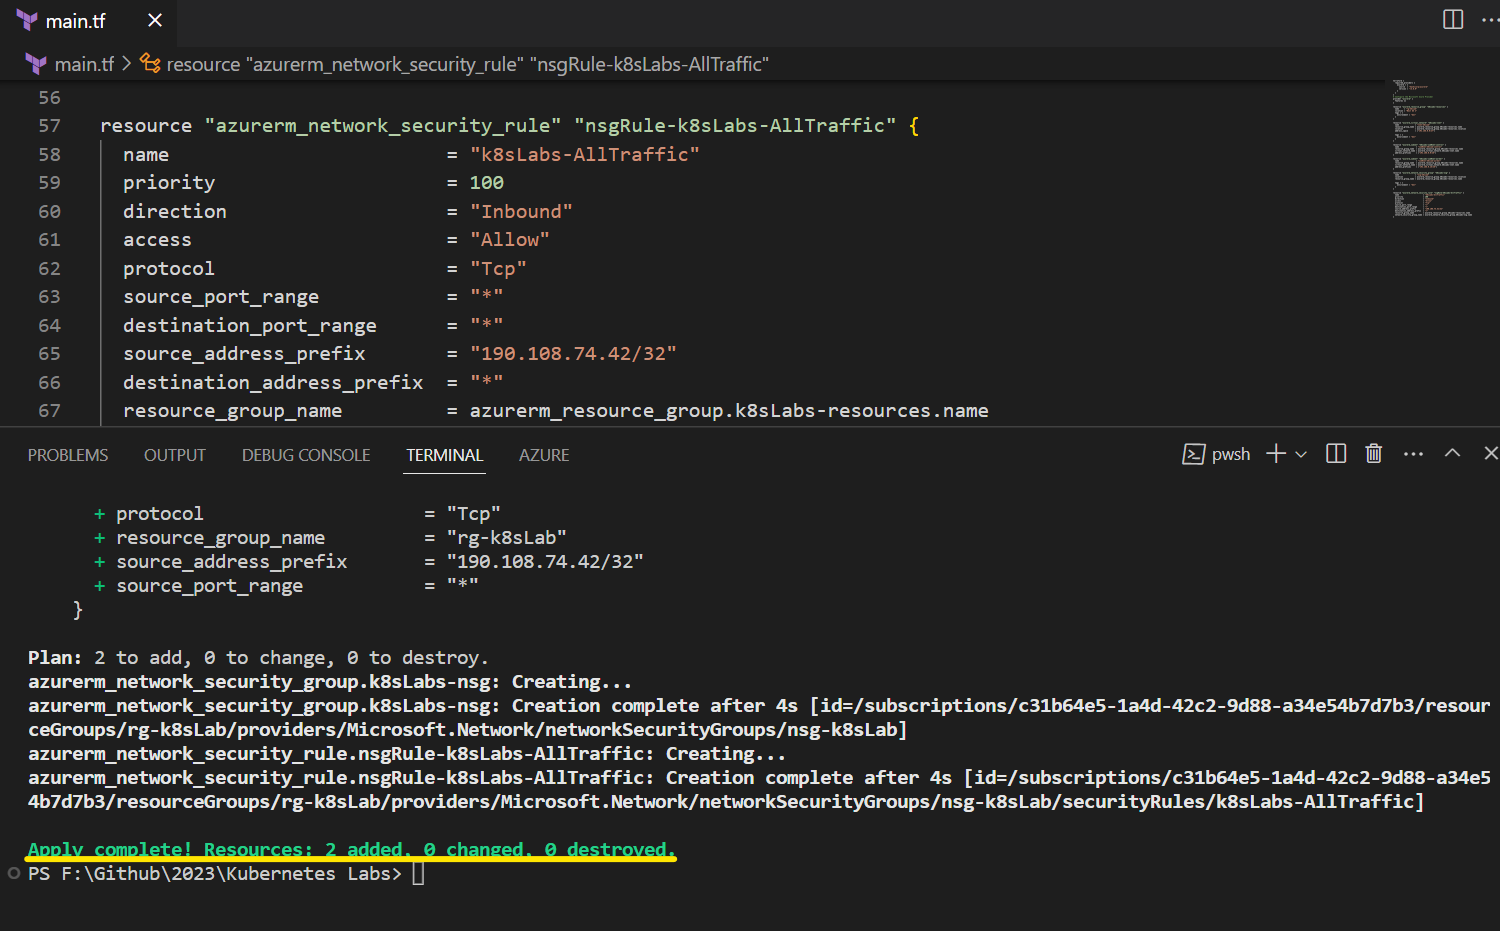 main.tf
main.tf > resource "azurerm_network_security_rule" "nsgRule-k8sLabs-AllTraffic"
56
57 resource "azurerm_network_security_rule" "nsgRule-k8sLabs-AllTraffic" {
58 name = "k8sLabs-AllTraffic"
59 priority = 100
60 direction = "Inbound"
61 access = "Allow"
62 protocol = "Tcp"
63 source_port_range = "*"
64 destination_port_range = "*"
65 source_address_prefix = "190.108.74.42/32"
66 destination_address_prefix = "*"
67 resource_group_name = azurerm_resource_group.k8sLabs-resources.name
PROBLEMS OUTPUT DEBUG CONSOLE TERMINAL AZURE pwsh
+ protocol = "Tcp"
+ resource_group_name = "rg-k8sLab"
+ source_address_prefix = "190.108.74.42/32"
+ source_port_range = "*"
}
Plan: 2 to add, 0 to change, 0 to destroy.
azurerm_network_security_group.k8sLabs-nsg: Creating...
azurerm_network_security_group.k8sLabs-nsg: Creation complete after 4s [id=/subscriptions/c31b64e5-1a4d-42c2-9d88-a34e54b7d7b3/resour
ceGroups/rg-k8sLab/providers/Microsoft.Network/networkSecurityGroups/nsg-k8sLab]
azurerm_network_security_rule.nsgRule-k8sLabs-AllTraffic: Creating...
azurerm_network_security_rule.nsgRule-k8sLabs-AllTraffic: Creation complete after 4s [id=/subscriptions/c31b64e5-1a4d-42c2-9d88-a34e5
4b7d7b3/resourceGroups/rg-k8sLab/providers/Microsoft.Network/networkSecurityGroups/nsg-k8sLab/securityRules/k8sLabs-AllTraffic]
Apply complete! Resources: 2 added, 0 changed, 0 destroyed.
PS F:\Github\2023\Kubernetes Labs>